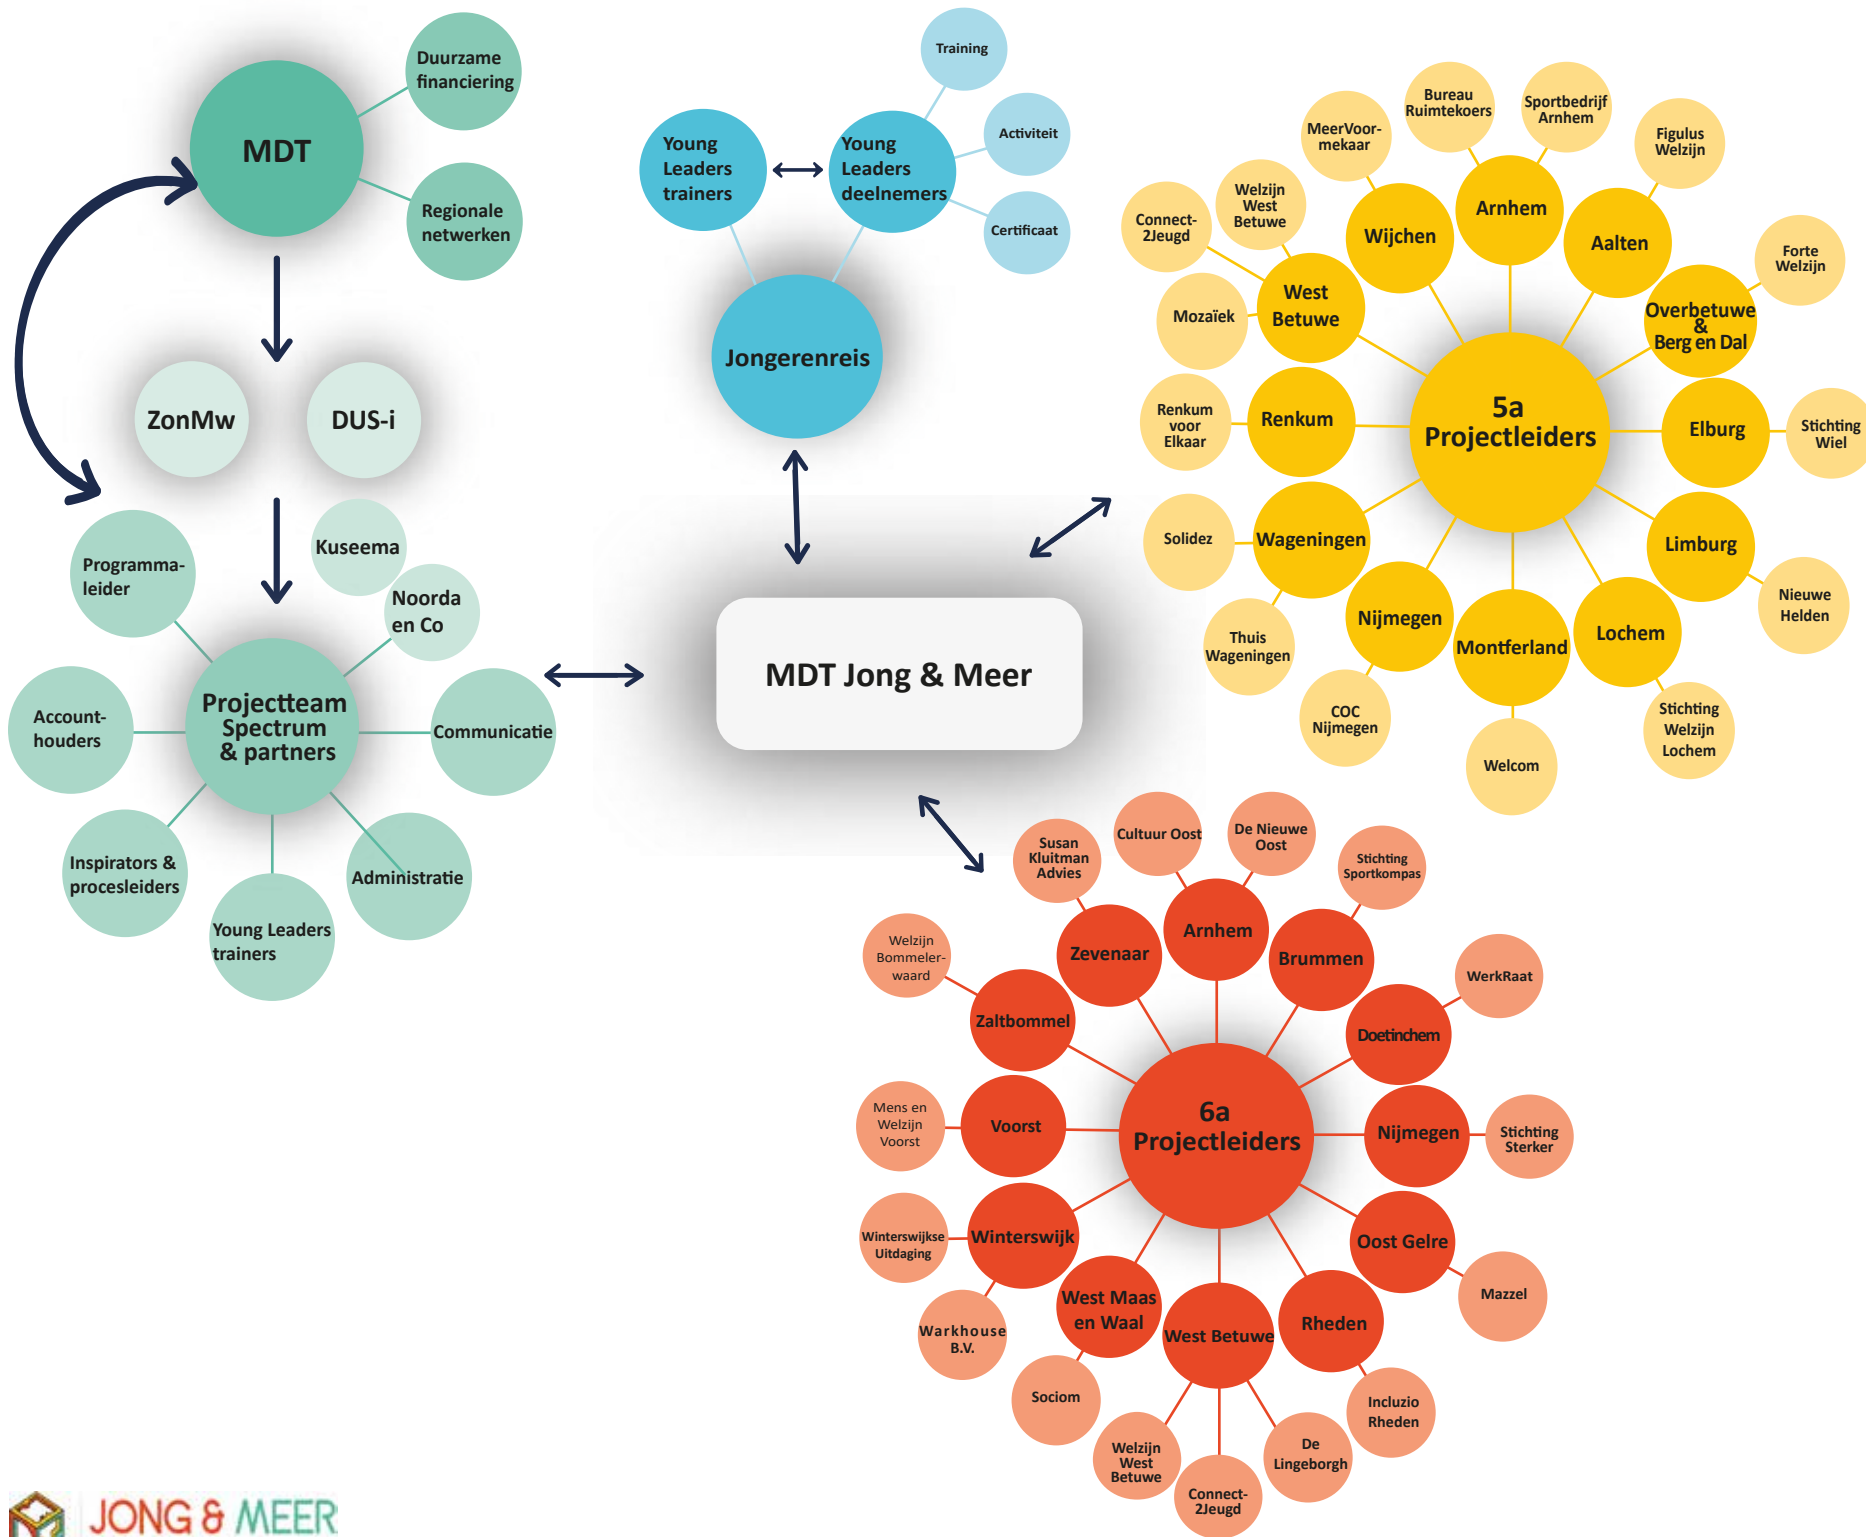 MDT
Duurzame
financiering
Regionale
netwerken
ZonMw
DUS-i
Kuseema
Noorda
en Co
Programma-
leider
Projectteam
Spectrum
& partners
Account-
houders
Communicatie
Inspirators &
procesleiders
Young Leaders
trainers
Administratie
Young
Leaders
trainers
Young
Leaders
deelnemers
Training
Activiteit
Certificaat
Jongerenreis
MDT Jong & Meer
5a
Projectleiders
Arnhem
Bureau
Ruimtekoers
Sportbedrijf
Arnhem
Aalten
Figulus
Welzijn
Overbetuwe
&
Berg en Dal
Forte
Welzijn
Elburg
Stichting
Wiel
Limburg
Nieuwe
Helden
Lochem
Stichting
Welzijn
Lochem
Montferland
Welcom
Nijmegen
COC
Nijmegen
Wageningen
Thuis
Wageningen
Solidez
Renkum
Renkum
voor
Elkaar
West
Betuwe
Mozaïek
Connect-
2Jeugd
Welzijn
West
Betuwe
Wijchen
MeerVoor-
mekaar
6a
Projectleiders
Arnhem
Cultuur Oost
De Nieuwe
Oost
Brummen
Stichting
Sportkompas
Doetinchem
WerkRaat
Nijmegen
Stichting
Sterker
Oost Gelre
Mazzel
Rheden
Incluzio
Rheden
West Betuwe
De
Lingeborgh
Connect-
2Jeugd
Welzijn
West
Betuwe
West Maas
en Waal
Sociom
Winterswijk
Warkhouse
B.V.
Winterswijkse
Uitdaging
Voorst
Mens en
Welzijn
Voorst
Zaltbommel
Welzijn
Bommeler-
waard
Zevenaar
Susan
Kluitman
Advies
JONG & MEER